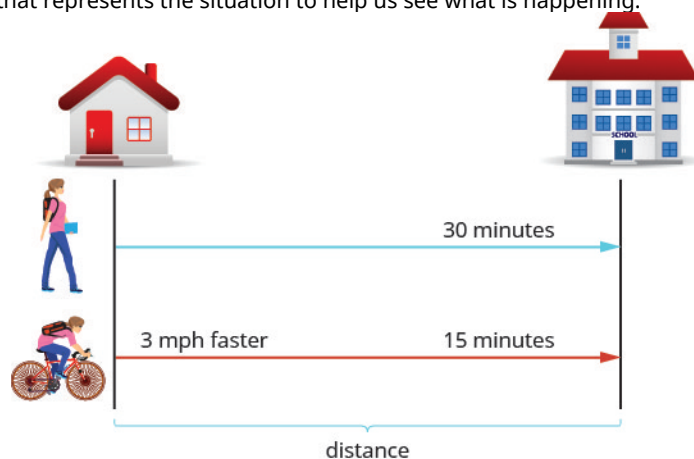 that represents the situation to help us see what is happening.
SCHOOL
30 minutes
3 mph faster 15 minutes
distance